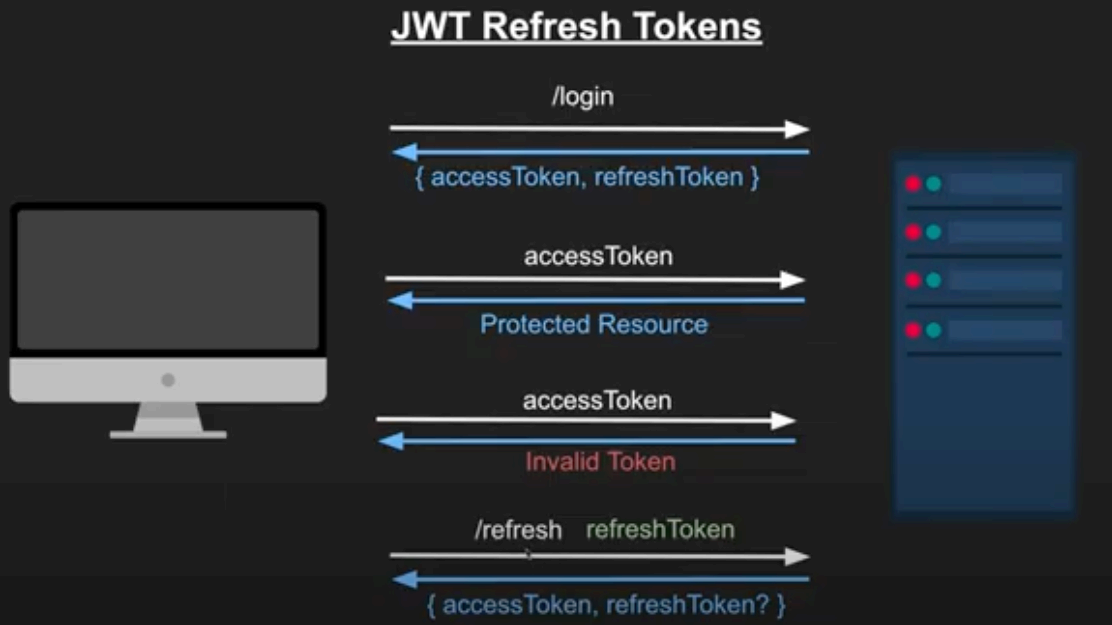 JWT Refresh Tokens
/login
{ accessToken, refreshToken }
accessToken
Protected Resource
accessToken
Invalid Token
/refresh refreshToken
{ accessToken, refreshToken? }